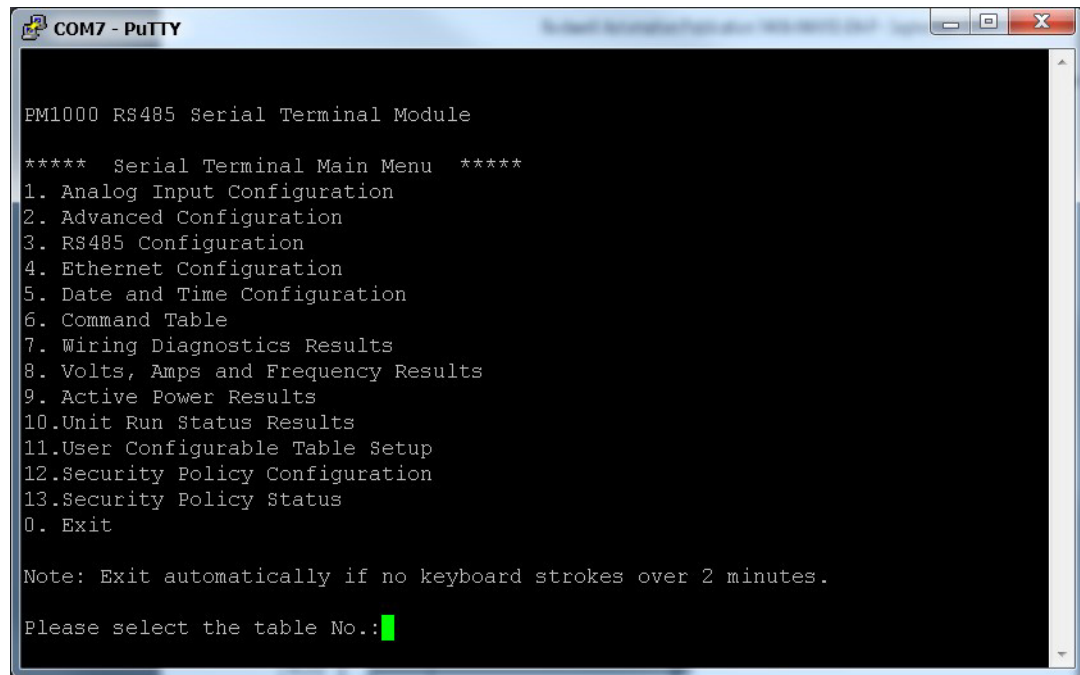 COM7 - PuTTY
PM1000 RS485 Serial Terminal Module
***** Serial Terminal Main Menu *****
1. Analog Input Configuration
2. Advanced Configuration
3. RS485 Configuration
4. Ethernet Configuration
5. Date and Time Configuration
6. Command Table
7. Wiring Diagnostics Results
8. Volts, Amps and Frequency Results
9. Active Power Results
10.Unit Run Status Results
11.User Configurable Table Setup
12.Security Policy Configuration
13.Security Policy Status
0. Exit
Note: Exit automatically if no keyboard strokes over 2 minutes.
Please select the table No.: